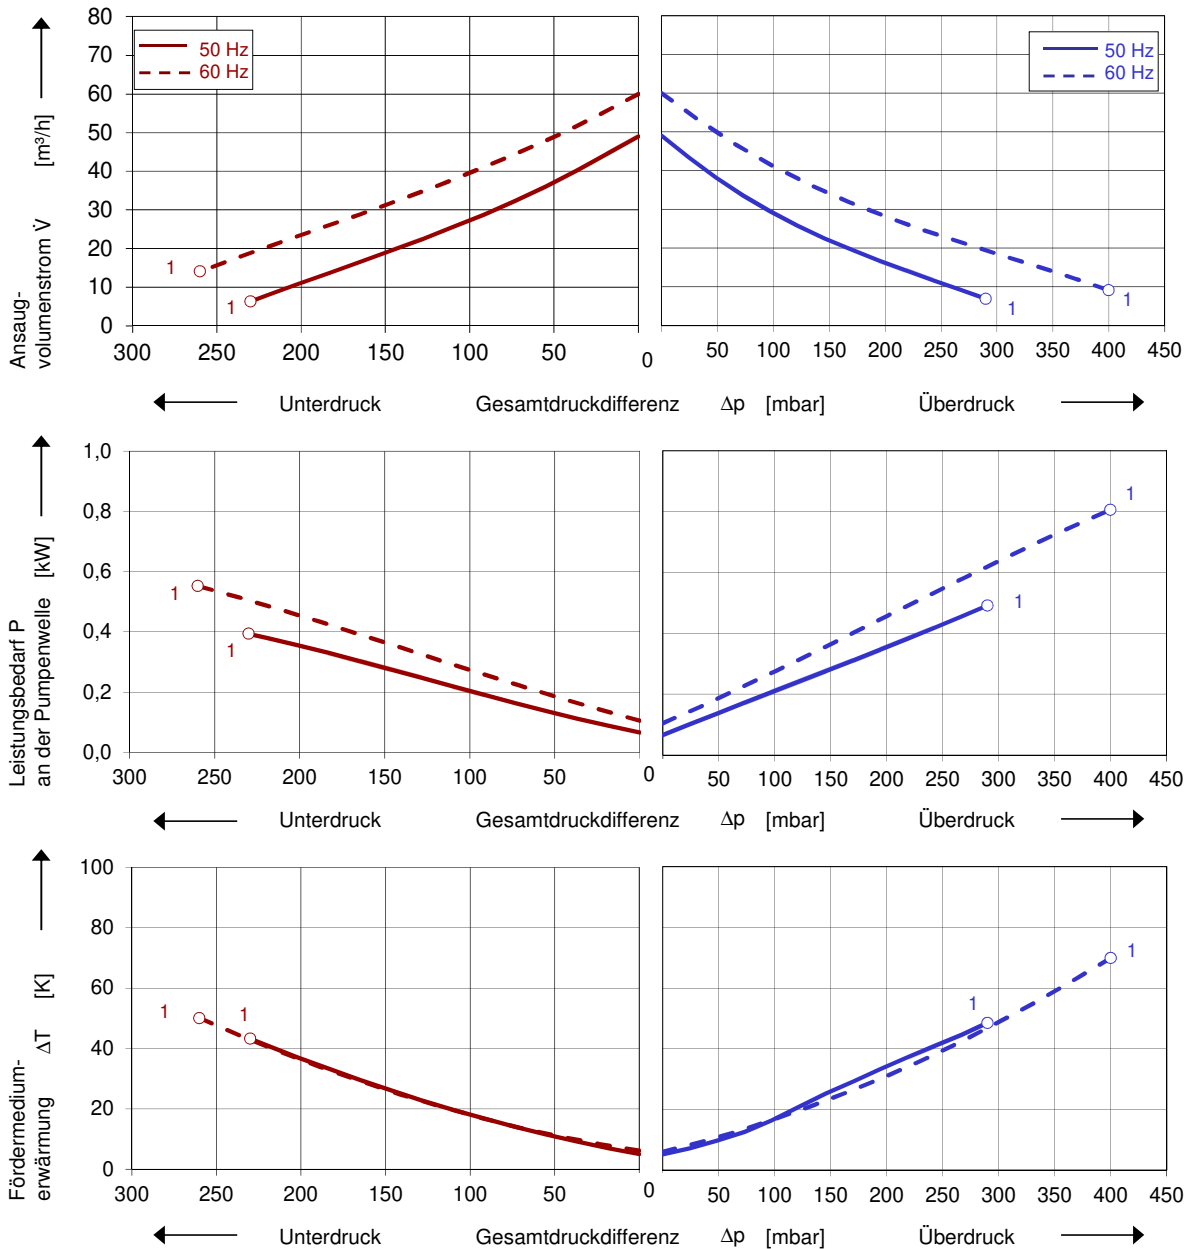 Ansaug-
volumenstrom V̇ [m³/h]
80
70
60
50
40
30
20
10
0
50 Hz
60 Hz
50 Hz
60 Hz
1
1
1
1
300 250 200 150 100 50 0 50 100 150 200 250 300 350 400 450
Unterdruck Gesamtdruckdifferenz Δp [mbar] Überdruck
Leistungsbedarf P
an der Pumpenwelle [kW]
1,0
0,8
0,6
0,4
0,2
0,0
1
1
1
1
300 250 200 150 100 50 0 50 100 150 200 250 300 350 400 450
Unterdruck Gesamtdruckdifferenz Δp [mbar] Überdruck
Fördermedium-
erwärmung ΔT [K]
100
80
60
40
20
0
1
1
1
1
300 250 200 150 100 50 0 50 100 150 200 250 300 350 400 450
Unterdruck Gesamtdruckdifferenz Δp [mbar] Überdruck